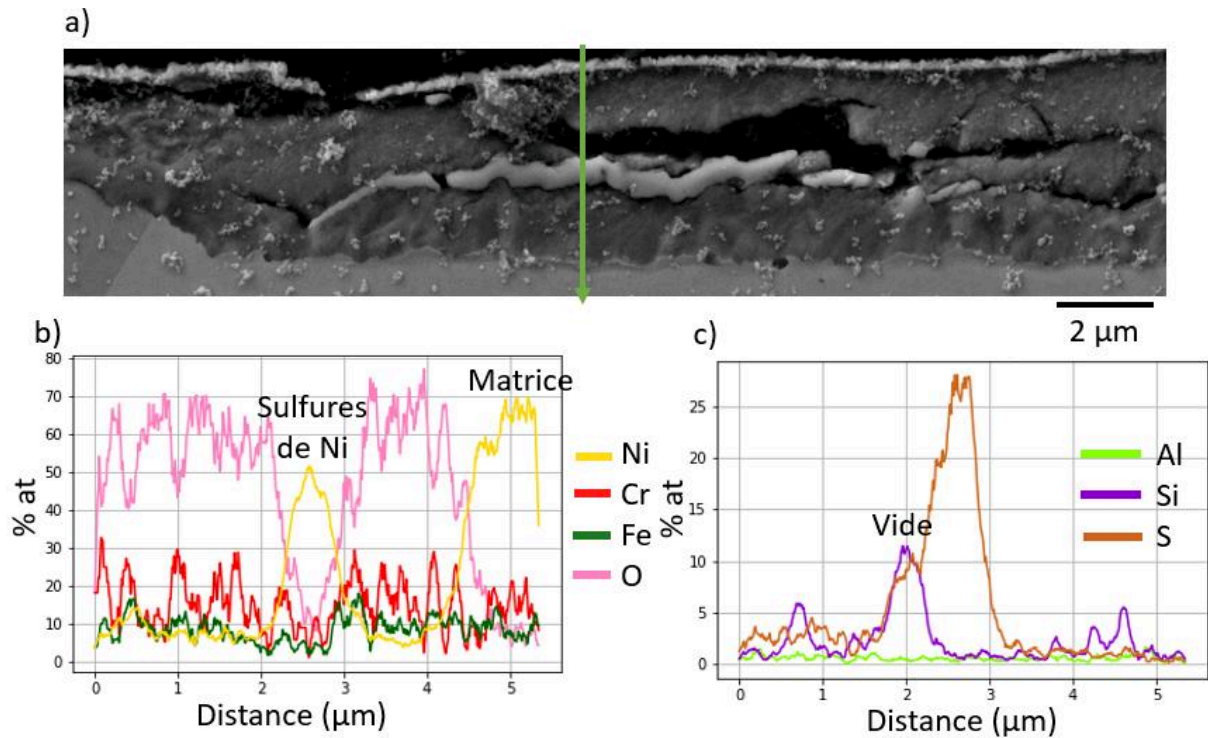 a)
2 µm
b)
80
70
60
50
40
30
20
10
0
% at
0 1 2 3 4 5
Distance (µm)
Sulfures
de Ni
Matrice
Ni
Cr
Fe
O
c)
25
20
15
10
5
0
% at
0 1 2 3 4 5
Distance (µm)
Vide
Al
Si
S